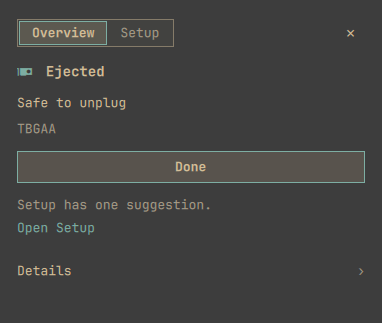 Overview Setup ×
Ejected
Safe to unplug
TBGAA
Done
Setup has one suggestion.
Open Setup
Details ›